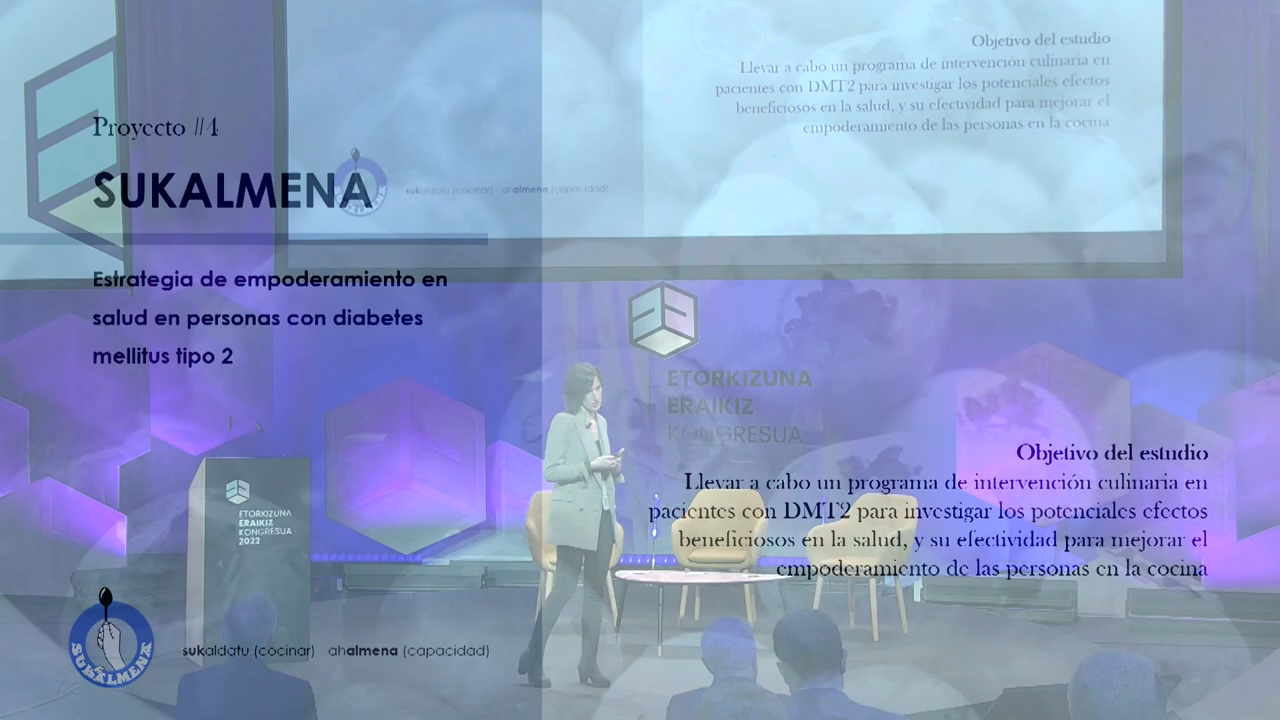 Objetivo del estudio
Llevar a cabo un programa de intervención culinaria en
pacientes con DMT2 para investigar los potenciales efectos
beneficiosos en la salud, y su efectividad para mejorar el
empoderamiento de las personas en la cocina
Proyecto #4
SUKALMENA
sukaldatu (cocinar) - ahalmena (capacidad)
Estrategia de empoderamiento en
salud en personas con diabetes
mellitus tipo 2
ETORKIZUNA
ERAIKIZ
KONGRESUA
Objetivo del estudio
Llevar a cabo un programa de intervención culinaria en
pacientes con DMT2 para investigar los potenciales efectos
beneficiosos en la salud, y su efectividad para mejorar el
empoderamiento de las personas en la cocina
ETORKIZUNA
ERAIKIZ
KONGRESUA
2022
SUKALMENA
sukaldatu (cocinar) ahalmena (capacidad)